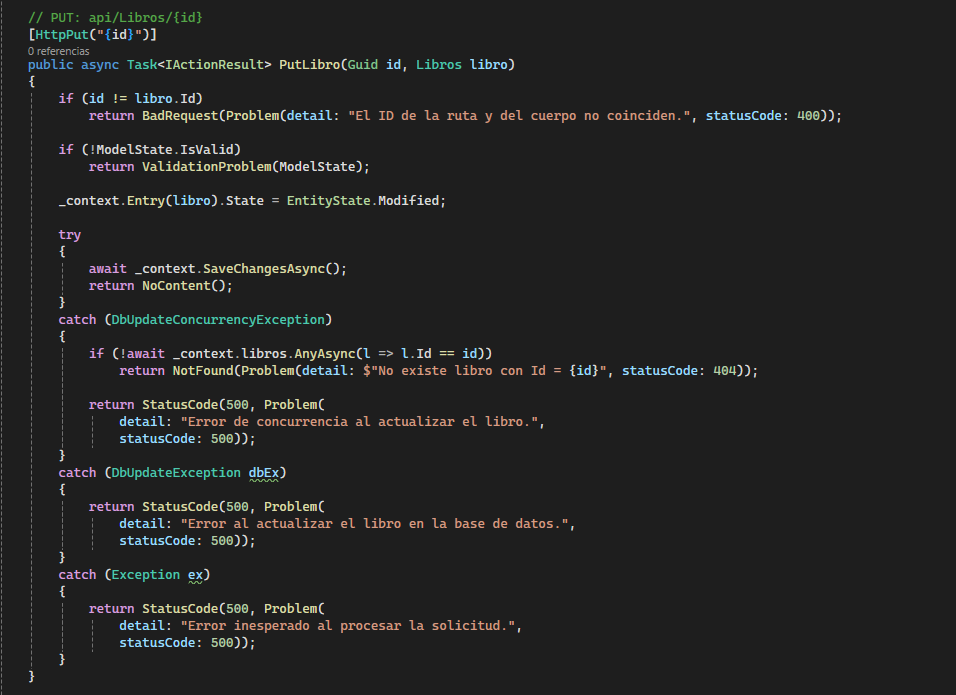 // PUT: api/Libros/{id}
[HttpPut("{id}")]
0 referencias
public async Task<IActionResult> PutLibro(Guid id, Libros libro)
{
    if (id != libro.Id)
        return BadRequest(Problem(detail: "El ID de la ruta y del cuerpo no coinciden.", statusCode: 400));

    if (!ModelState.IsValid)
        return ValidationProblem(ModelState);

    _context.Entry(libro).State = EntityState.Modified;

    try
    {
        await _context.SaveChangesAsync();
        return NoContent();
    }
    catch (DbUpdateConcurrencyException)
    {
        if (!await _context.libros.AnyAsync(l => l.Id == id))
            return NotFound(Problem(detail: $"No existe libro con Id = {id}", statusCode: 404));

        return StatusCode(500, Problem(
            detail: "Error de concurrencia al actualizar el libro.",
            statusCode: 500));
    }
    catch (DbUpdateException dbEx)
    {
        return StatusCode(500, Problem(
            detail: "Error al actualizar el libro en la base de datos.",
            statusCode: 500));
    }
    catch (Exception ex)
    {
        return StatusCode(500, Problem(
            detail: "Error inesperado al procesar la solicitud.",
            statusCode: 500));
    }
}